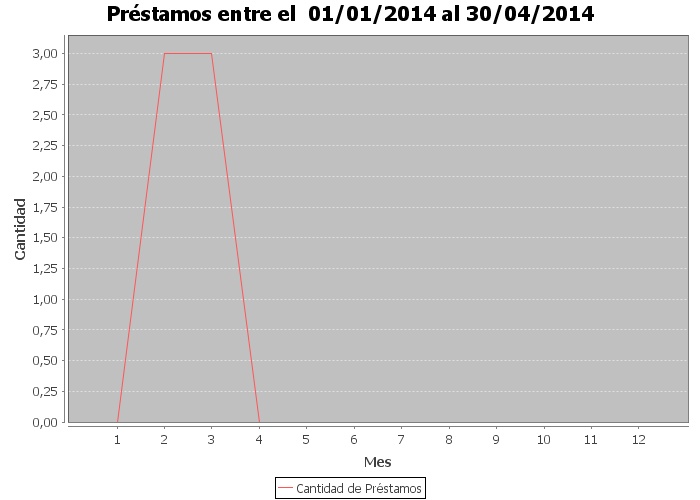 Préstamos entre el  01/01/2014 al 30/04/2014
3,00
2,75
2,50
2,25
2,00
1,75
1,50
1,25
1,00
0,75
0,50
0,25
0,00
Cantidad
1 2 3 4 5 6 7 8 9 10 11 12
Mes
Cantidad de Préstamos